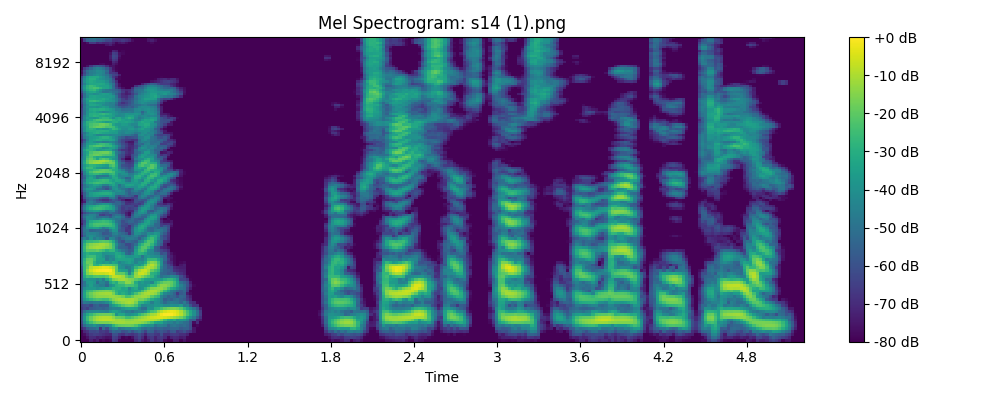 Mel Spectrogram: s14 (1).png
8192
4096
2048
1024
512
0
Hz
0 0.6 1.2 1.8 2.4 3 3.6 4.2 4.8
Time
+0 dB
-10 dB
-20 dB
-30 dB
-40 dB
-50 dB
-60 dB
-70 dB
-80 dB